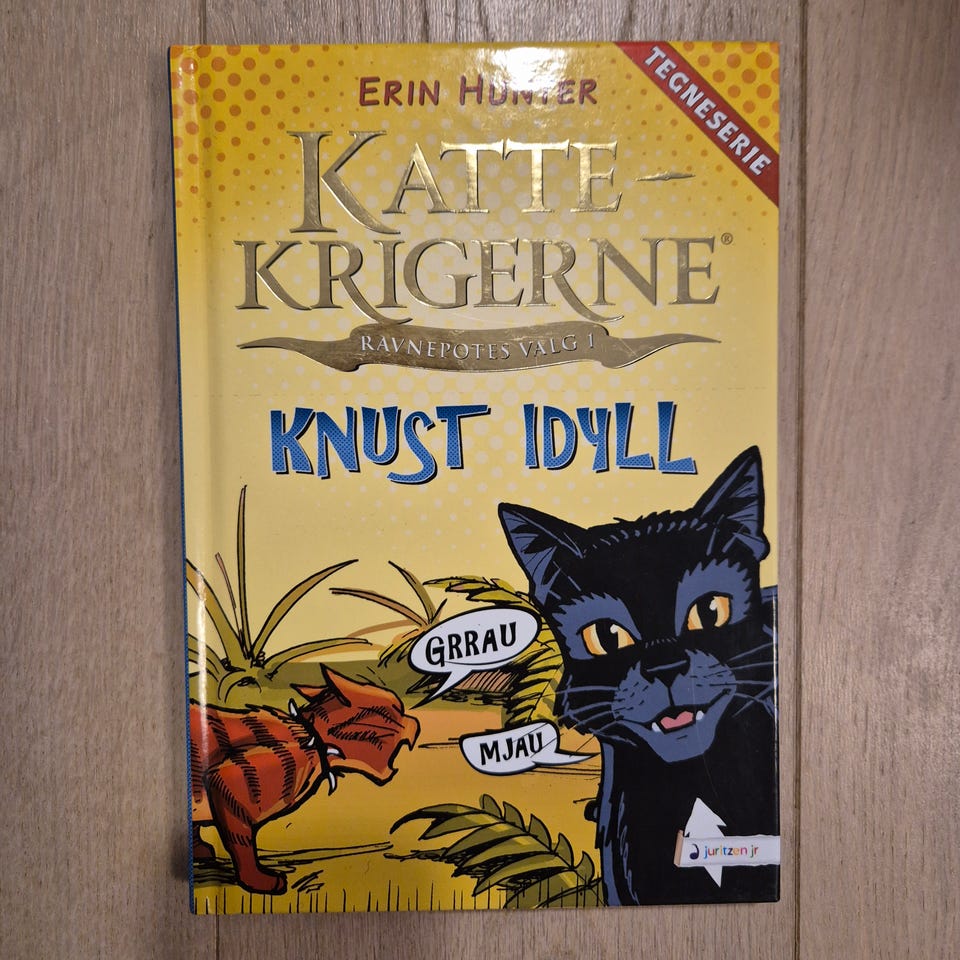 ERIN HUNTER
TEGNESERIE
KATTE-
KRIGERNE®
RAVNEPOTES VALG 1
KNUST IDYLL
GRRAU
MJAU
juritzen jr